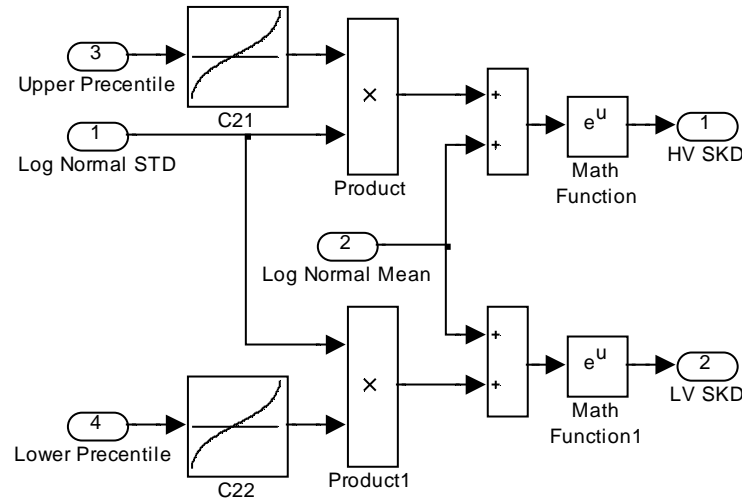 3
Upper Precentile
C21
1
Log Normal STD
×
Product
+
+
e^u
Math
Function
1
HV SKD
2
Log Normal Mean
×
Product1
+
+
e^u
Math
Function1
2
LV SKD
4
Lower Precentile
C22